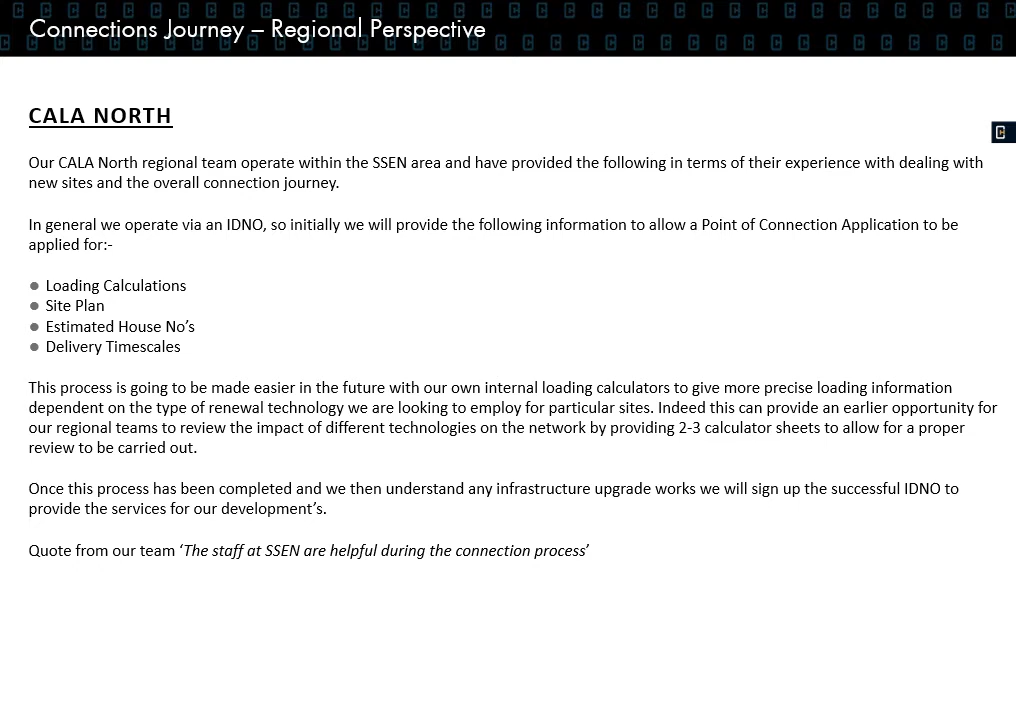 Connections Journey – Regional Perspective
CALA NORTH
Our CALA North regional team operate within the SSEN area and have provided the following in terms of their experience with dealing with
new sites and the overall connection journey.
In general we operate via an IDNO, so initially we will provide the following information to allow a Point of Connection Application to be
applied for:-
● Loading Calculations
● Site Plan
● Estimated House No’s
● Delivery Timescales
This process is going to be made easier in the future with our own internal loading calculators to give more precise loading information
dependent on the type of renewal technology we are looking to employ for particular sites. Indeed this can provide an earlier opportunity for
our regional teams to review the impact of different technologies on the network by providing 2-3 calculator sheets to allow for a proper
review to be carried out.
Once this process has been completed and we then understand any infrastructure upgrade works we will sign up the successful IDNO to
provide the services for our development’s.
Quote from our team ‘The staff at SSEN are helpful during the connection process’